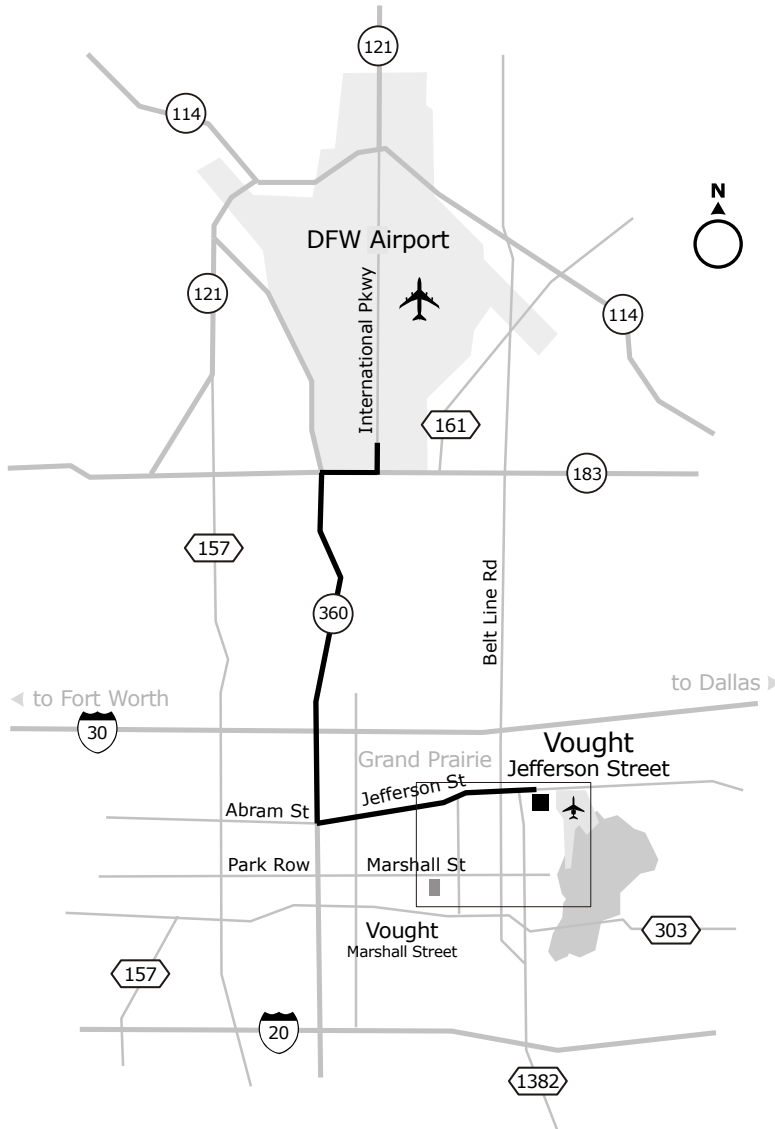 121
114
N
DFW Airport
International Pkwy
121
114
161
183
157
Belt Line Rd
360
to Fort Worth
to Dallas
30
Grand Prairie
Vought
Jefferson Street
Jefferson St
Abram St
Park Row
Marshall St
Vought
Marshall Street
303
157
20
1382